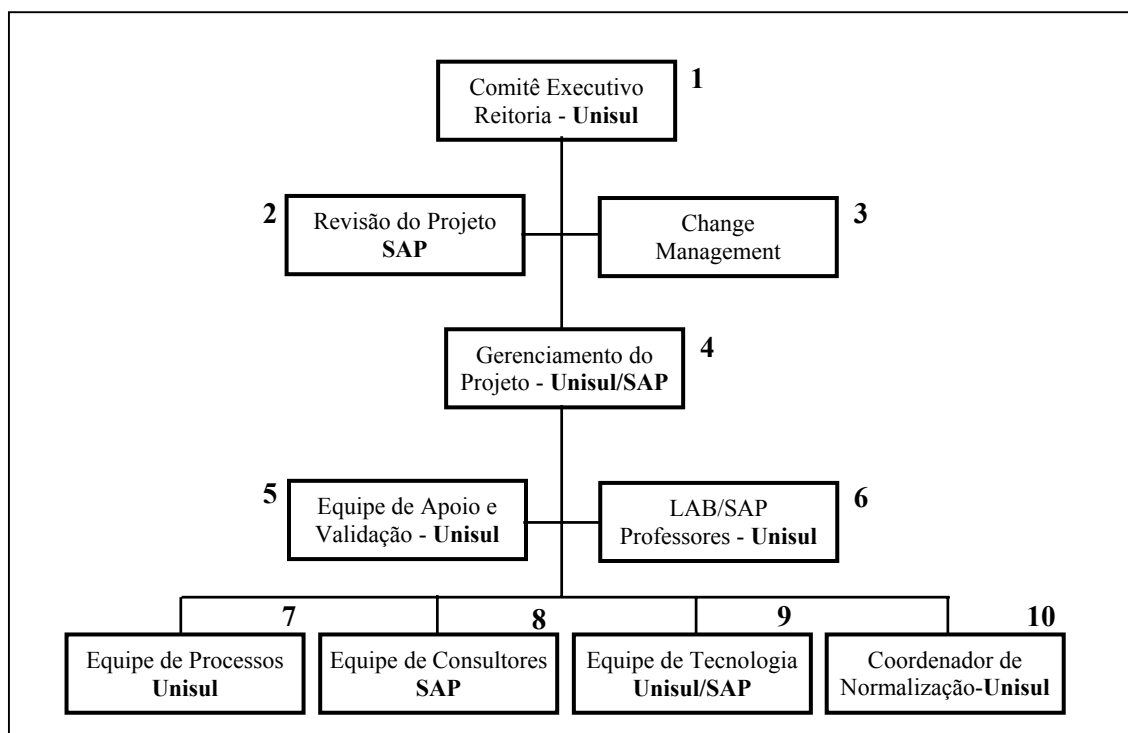 1
Comitê Executivo
Reitoria - Unisul
2
Revisão do Projeto
SAP
3
Change
Management
4
Gerenciamento do
Projeto - Unisul/SAP
5
Equipe de Apoio e
Validação - Unisul
6
LAB/SAP
Professores - Unisul
7
Equipe de Processos
Unisul
8
Equipe de Consultores
SAP
9
Equipe de Tecnologia
Unisul/SAP
10
Coordenador de
Normalização-Unisul